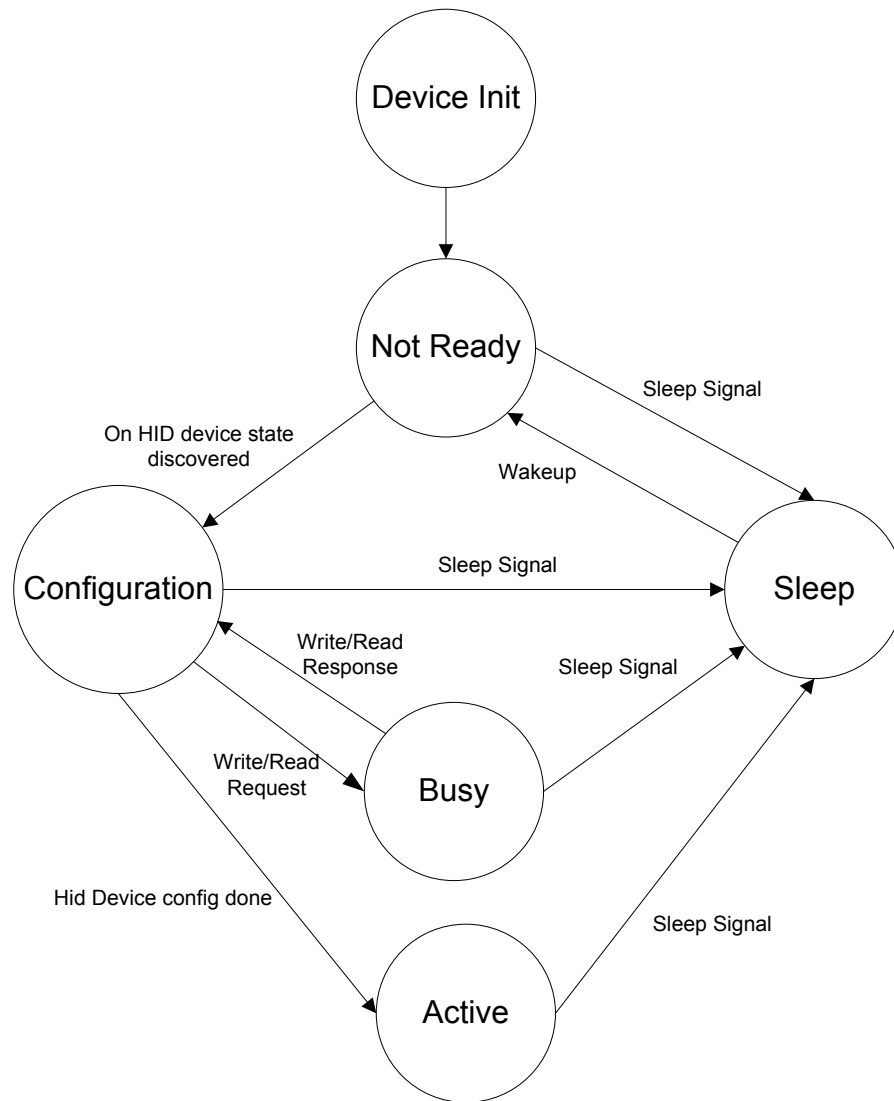 Device Init
Not Ready
Sleep Signal
On HID device state
discovered
Wakeup
Configuration
Sleep Signal
Sleep
Write/Read
Response
Sleep Signal
Write/Read
Request
Busy
Hid Device config done
Sleep Signal
Active